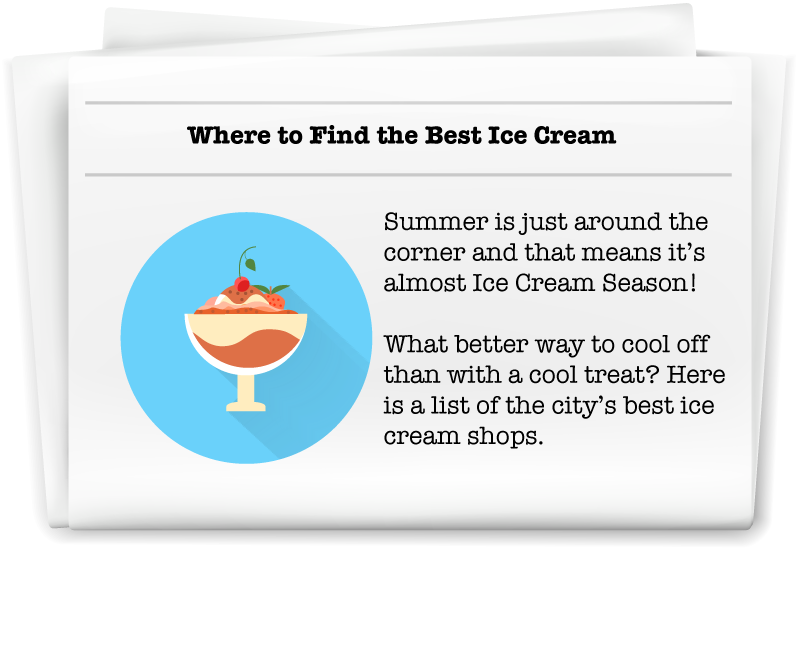 Where to Find the Best Ice Cream
Summer is just around the
corner and that means it’s
almost Ice Cream Season!
What better way to cool off
than with a cool treat? Here
is a list of the city’s best ice
cream shops.